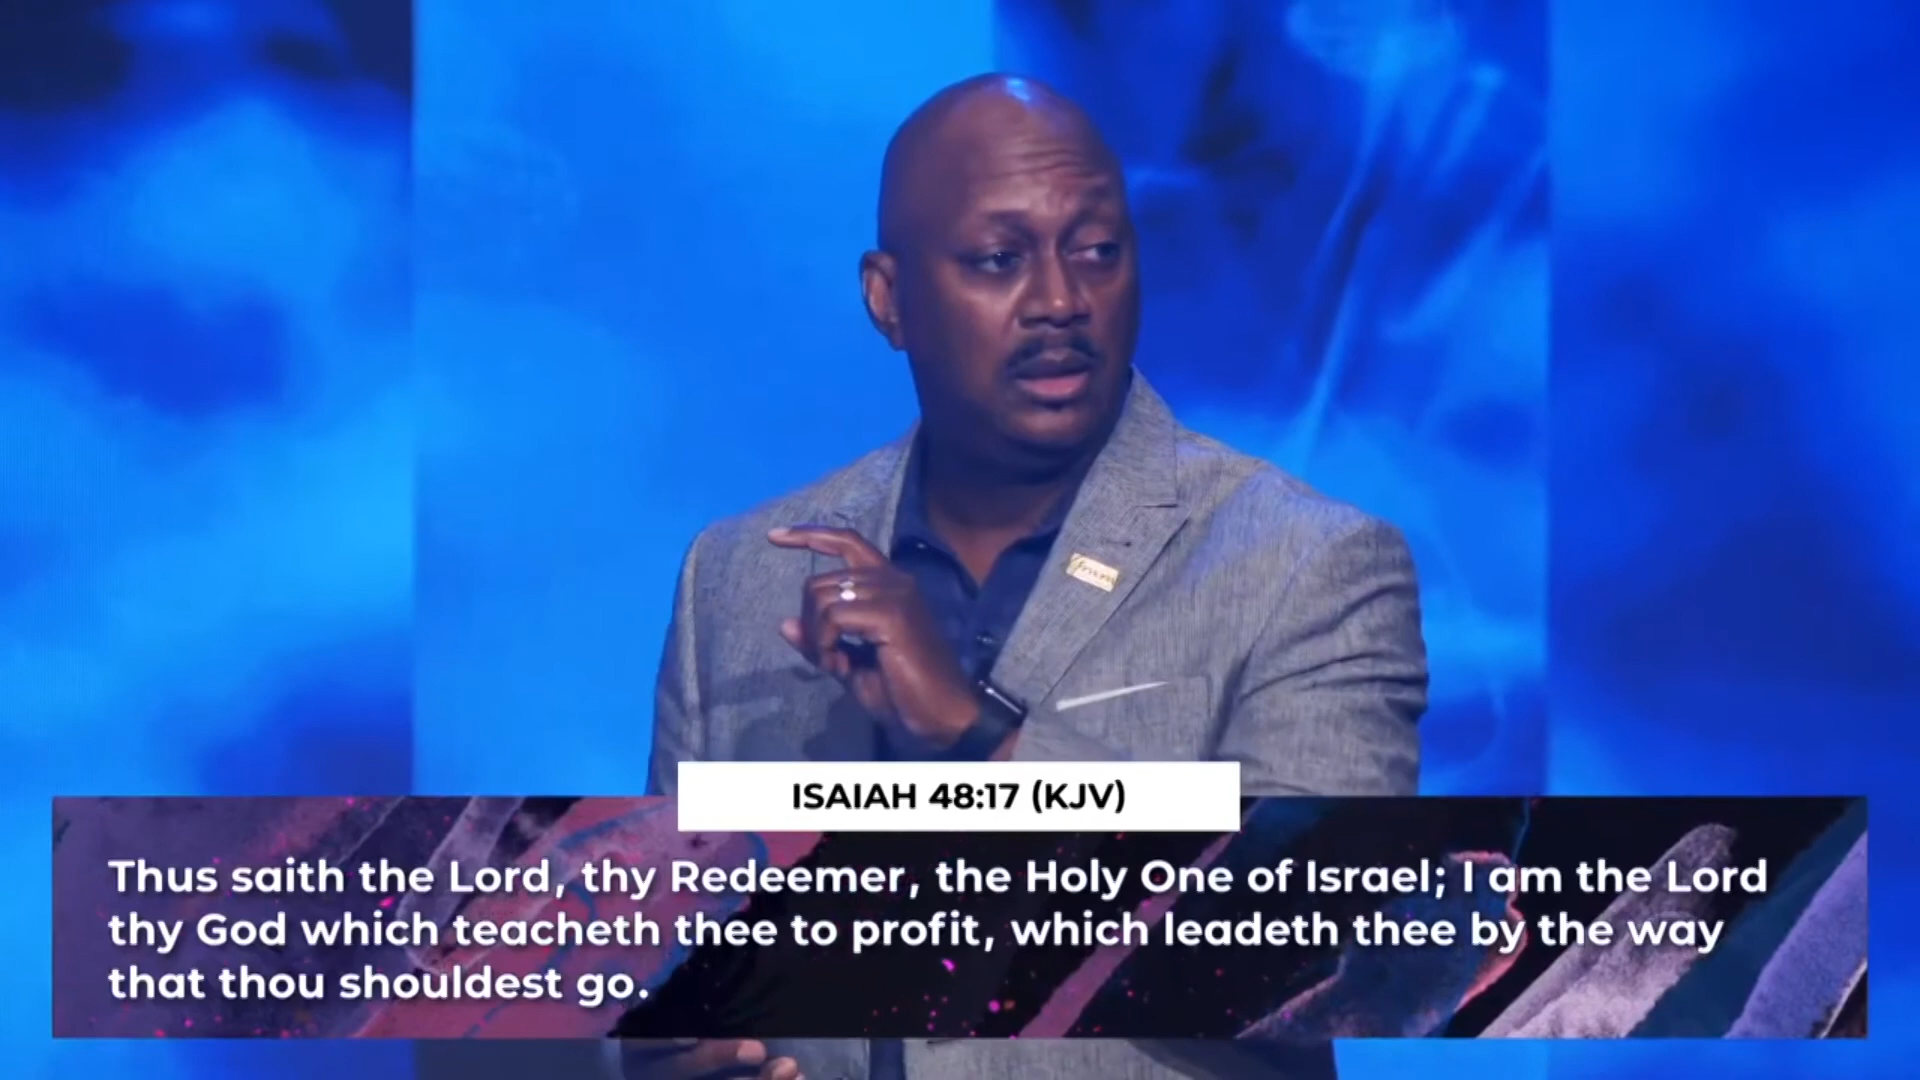 ISAIAH 48:17 (KJV)
Thus saith the Lord, thy Redeemer, the Holy One of Israel; I am the Lord
thy God which teacheth thee to profit, which leadeth thee by the way
that thou shouldest go.